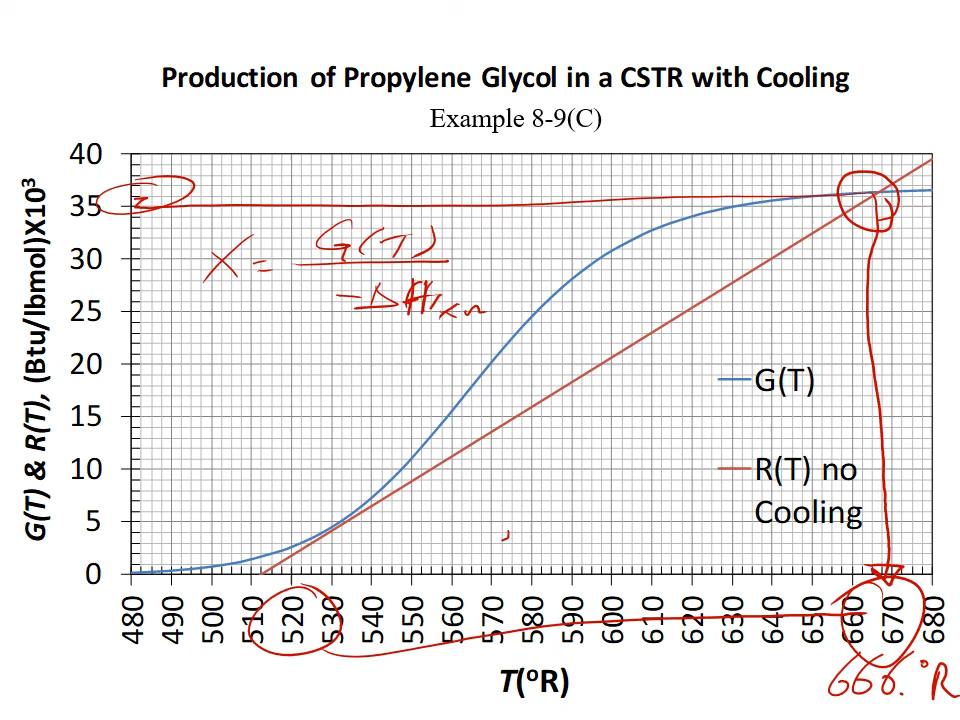 Production of Propylene Glycol in a CSTR with Cooling
Example 8-9(C)
G(T) & R(T), (Btu/lbmol)X10³
40
35
30
25
20
15
10
5
0
X = G(T)
-ΔHRxn
G(T)
R(T) no
Cooling
480 490 500 510 520 530 540 550 560 570 580 590 600 610 620 630 640 650 660 670 680
T(°R)
666.°R